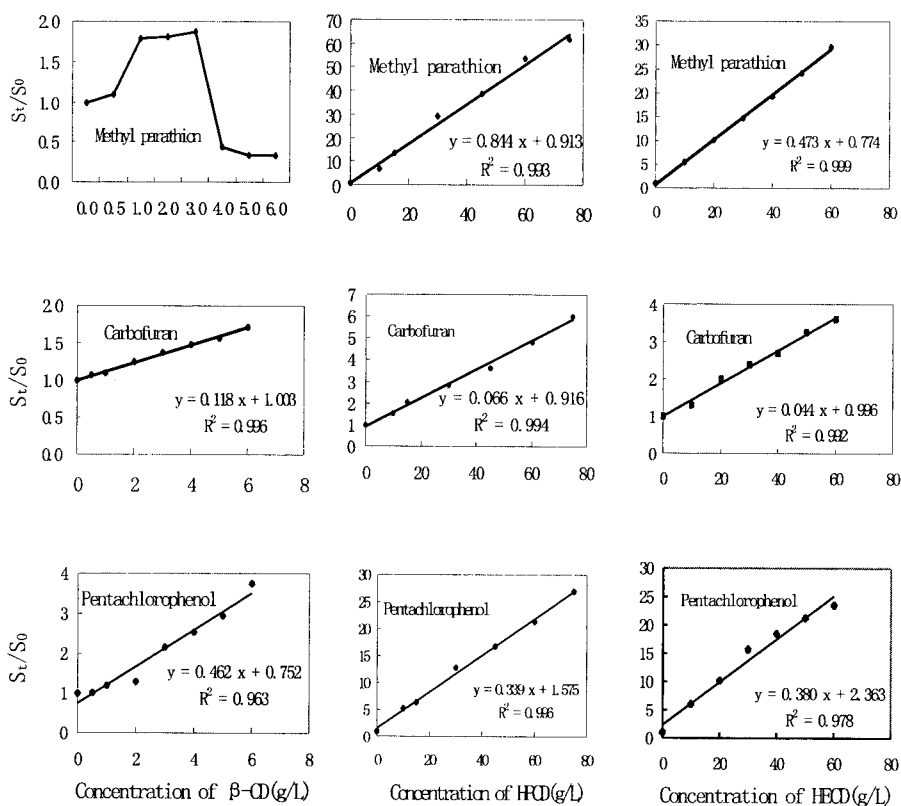 2.0
1.5
1.0
0.5
0.0
St/S0
Methyl parathion
0.0 0.5 1.0 2.0 3.0 4.0 5.0 6.0
70
60
50
40
30
20
10
0
Methyl parathion
y = 0.844 x + 0.913
R² = 0.993
0 20 40 60 80
35
30
25
20
15
10
5
0
Methyl parathion
y = 0.473 x + 0.774
R² = 0.999
0 20 40 60 80
2.0
1.5
1.0
0.5
0.0
St/S0
Carbofuran
y = 0.118 x + 1.003
R² = 0.996
0 2 4 6 8
7
6
5
4
3
2
1
0
Carbofuran
y = 0.066 x + 0.916
R² = 0.994
0 20 40 60 80
4
3
2
1
0
Carbofuran
y = 0.044 x + 0.996
R² = 0.992
0 20 40 60 80
4
3
2
1
0
St/S0
Pentachlorophenol
y = 0.462 x + 0.752
R² = 0.963
0 2 4 6 8
Concentration of β-CD(g/L)
30
25
20
15
10
5
0
Pentachlorophenol
y = 0.339 x + 1.575
R² = 0.996
0 20 40 60 80
Concentration of HPCD(g/L)
30
25
20
15
10
5
0
Pentachlorophenol
y = 0.380 x + 2.363
R² = 0.978
0 20 40 60 80
Concentration of HECD(g/L)